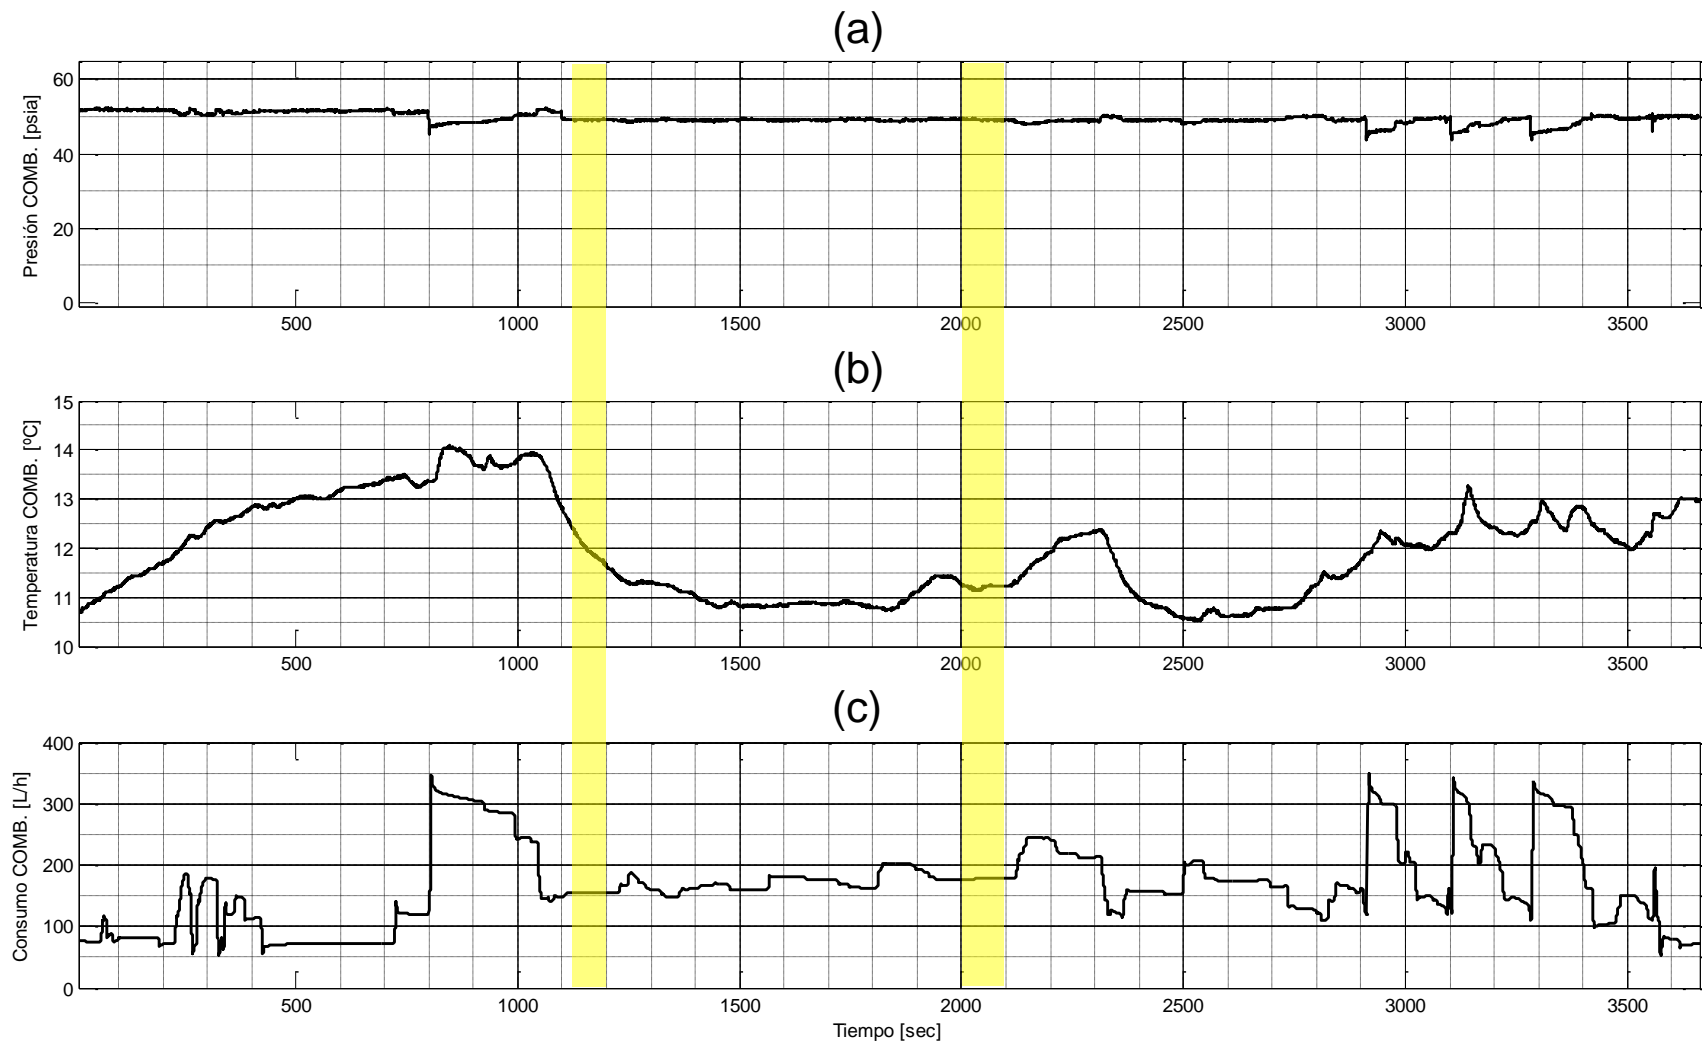 (a)
Presión COMB. [psia]
60
40
20
0
500 1000 1500 2000 2500 3000 3500
(b)
Temperatura COMB. [ºC]
15
14
13
12
11
10
500 1000 1500 2000 2500 3000 3500
(c)
Consumo COMB. [L/h]
400
300
200
100
0
500 1000 1500 2000 2500 3000 3500
Tiempo [sec]